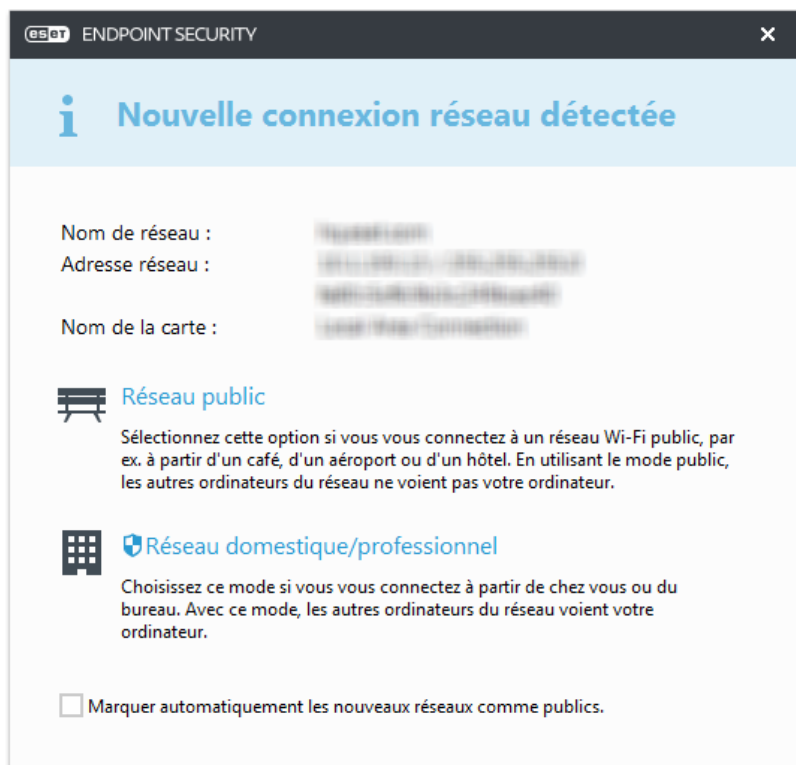 eset ENDPOINT SECURITY
Nouvelle connexion réseau détectée
Nom de réseau :
Adresse réseau :
Nom de la carte :
Réseau public
Sélectionnez cette option si vous vous connectez à un réseau Wi-Fi public, par
ex. à partir d'un café, d'un aéroport ou d'un hôtel. En utilisant le mode public,
les autres ordinateurs du réseau ne voient pas votre ordinateur.
Réseau domestique/professionnel
Choisissez ce mode si vous vous connectez à partir de chez vous ou du
bureau. Avec ce mode, les autres ordinateurs du réseau voient votre
ordinateur.
Marquer automatiquement les nouveaux réseaux comme publics.